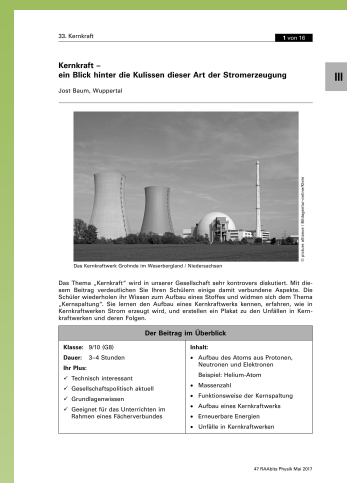 33. Kernkraft
1 von 16
III
Kernkraft –
ein Blick hinter die Kulissen dieser Art der Stromerzeugung
Jost Baum, Wuppertal
Das Kernkraftwerk Grohnde im Weserbergland / Niedersachsen
Das Thema „Kernkraft“ wird in unserer Gesellschaft sehr kontrovers diskutiert. Mit die-
sem Beitrag verdeutlichen Sie Ihren Schülern einige damit verbundene Aspekte. Die
Schüler wiederholen ihr Wissen zum Aufbau eines Stoffes und widmen sich dem Thema
„Kernspaltung“. Sie lernen den Aufbau eines Kernkraftwerks kennen, erfahren, wie in
Kernkraftwerken Strom erzeugt wird, und erstellen ein Plakat zu den Unfällen in Kern-
kraftwerken und deren Folgen.
Der Beitrag im Überblick
Klasse: 9/10 (G8)
Dauer: 3–4 Stunden
Ihr Plus:
✓ Technisch interessant
✓ Gesellschaftspolitisch aktuell
✓ Grundlagenwissen
✓ Geeignet für das Unterrichten im
Rahmen eines Fächerverbundes
Inhalt:
• Aufbau des Atoms aus Protonen,
Neutronen und Elektronen
Beispiel: Helium-Atom
• Massenzahl
• Funktionsweise der Kernspaltung
• Aufbau eines Kernkraftwerks
• Erneuerbare Energien
• Unfälle in Kernkraftwerken
47 RAAbits Physik Mai 2017